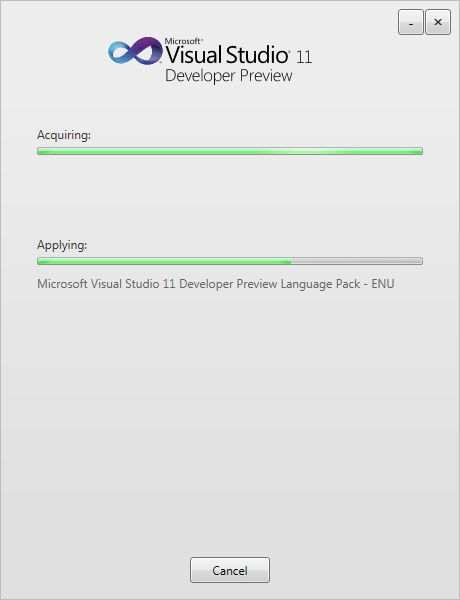 -
×
Microsoft®
Visual Studio® 11
Developer Preview
Acquiring:
Applying:
Microsoft Visual Studio 11 Developer Preview Language Pack - ENU
Cancel